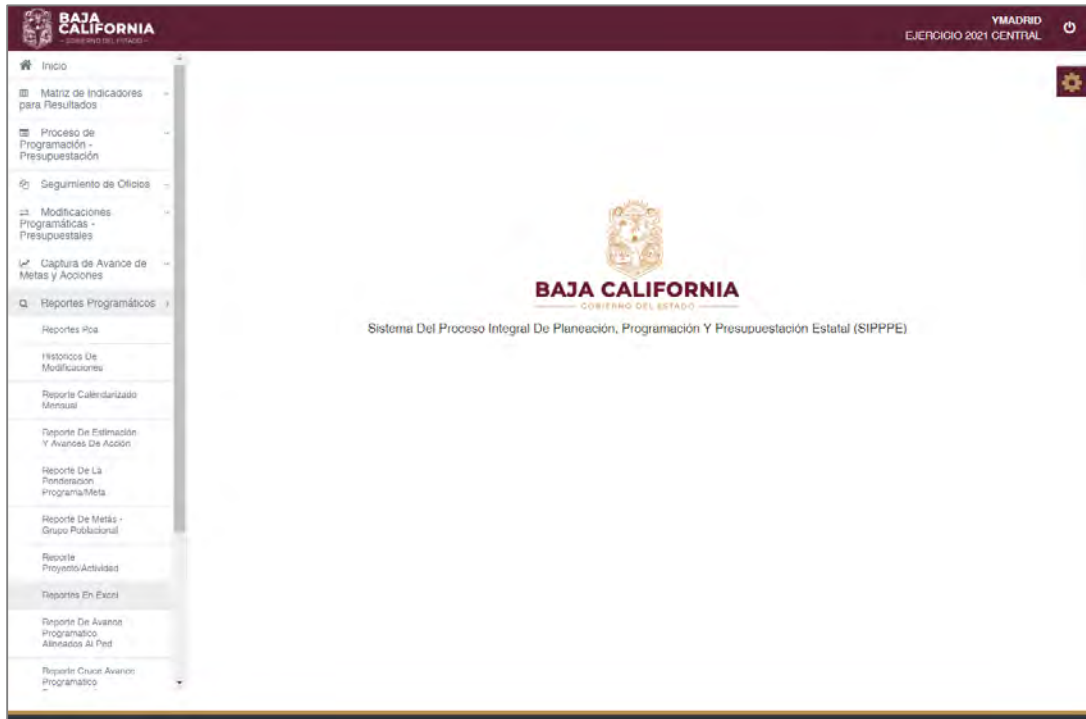 BAJA
CALIFORNIA
GOBIERNO DEL ESTADO
YMADRID
EJERCICIO 2021 CENTRAL
Inicio
Matriz de Indicadores
para Resultados
Proceso de
Programación -
Presupuestación
Seguimiento de Oficios
Modificaciones
Programáticas -
Presupuestales
Captura de Avance de
Metas y Acciones
Reportes Programáticos
Reportes Poa
Historicos De
Modificaciones
Reporte Calendarizado
Mensual
Reporte De Estimación
Y Avances De Acción
Reporte De La
Ponderacion
Programa/Meta
Reporte De Metas -
Grupo Poblacional
Reporte
Proyecto/Actividad
Reportes En Excel
Reporte De Avance
Programatico
Alineados Al Ped
Reporte Cruce Avance
Programatico
BAJA CALIFORNIA
GOBIERNO DEL ESTADO
Sistema Del Proceso Integral De Planeación, Programación Y Presupuestación Estatal (SIPPPE)